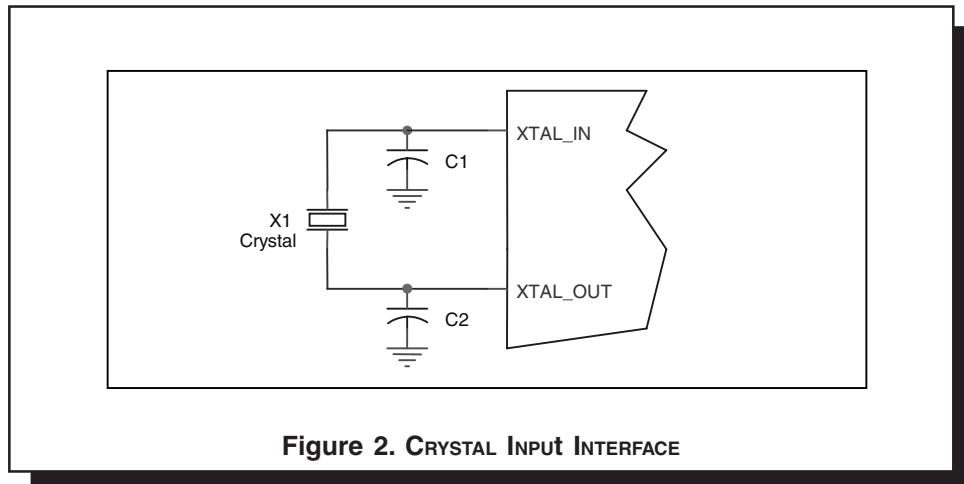 XTAL_IN
C1
X1
Crystal
XTAL_OUT
C2
Figure 2. CRYSTAL INPUT INTERFACE